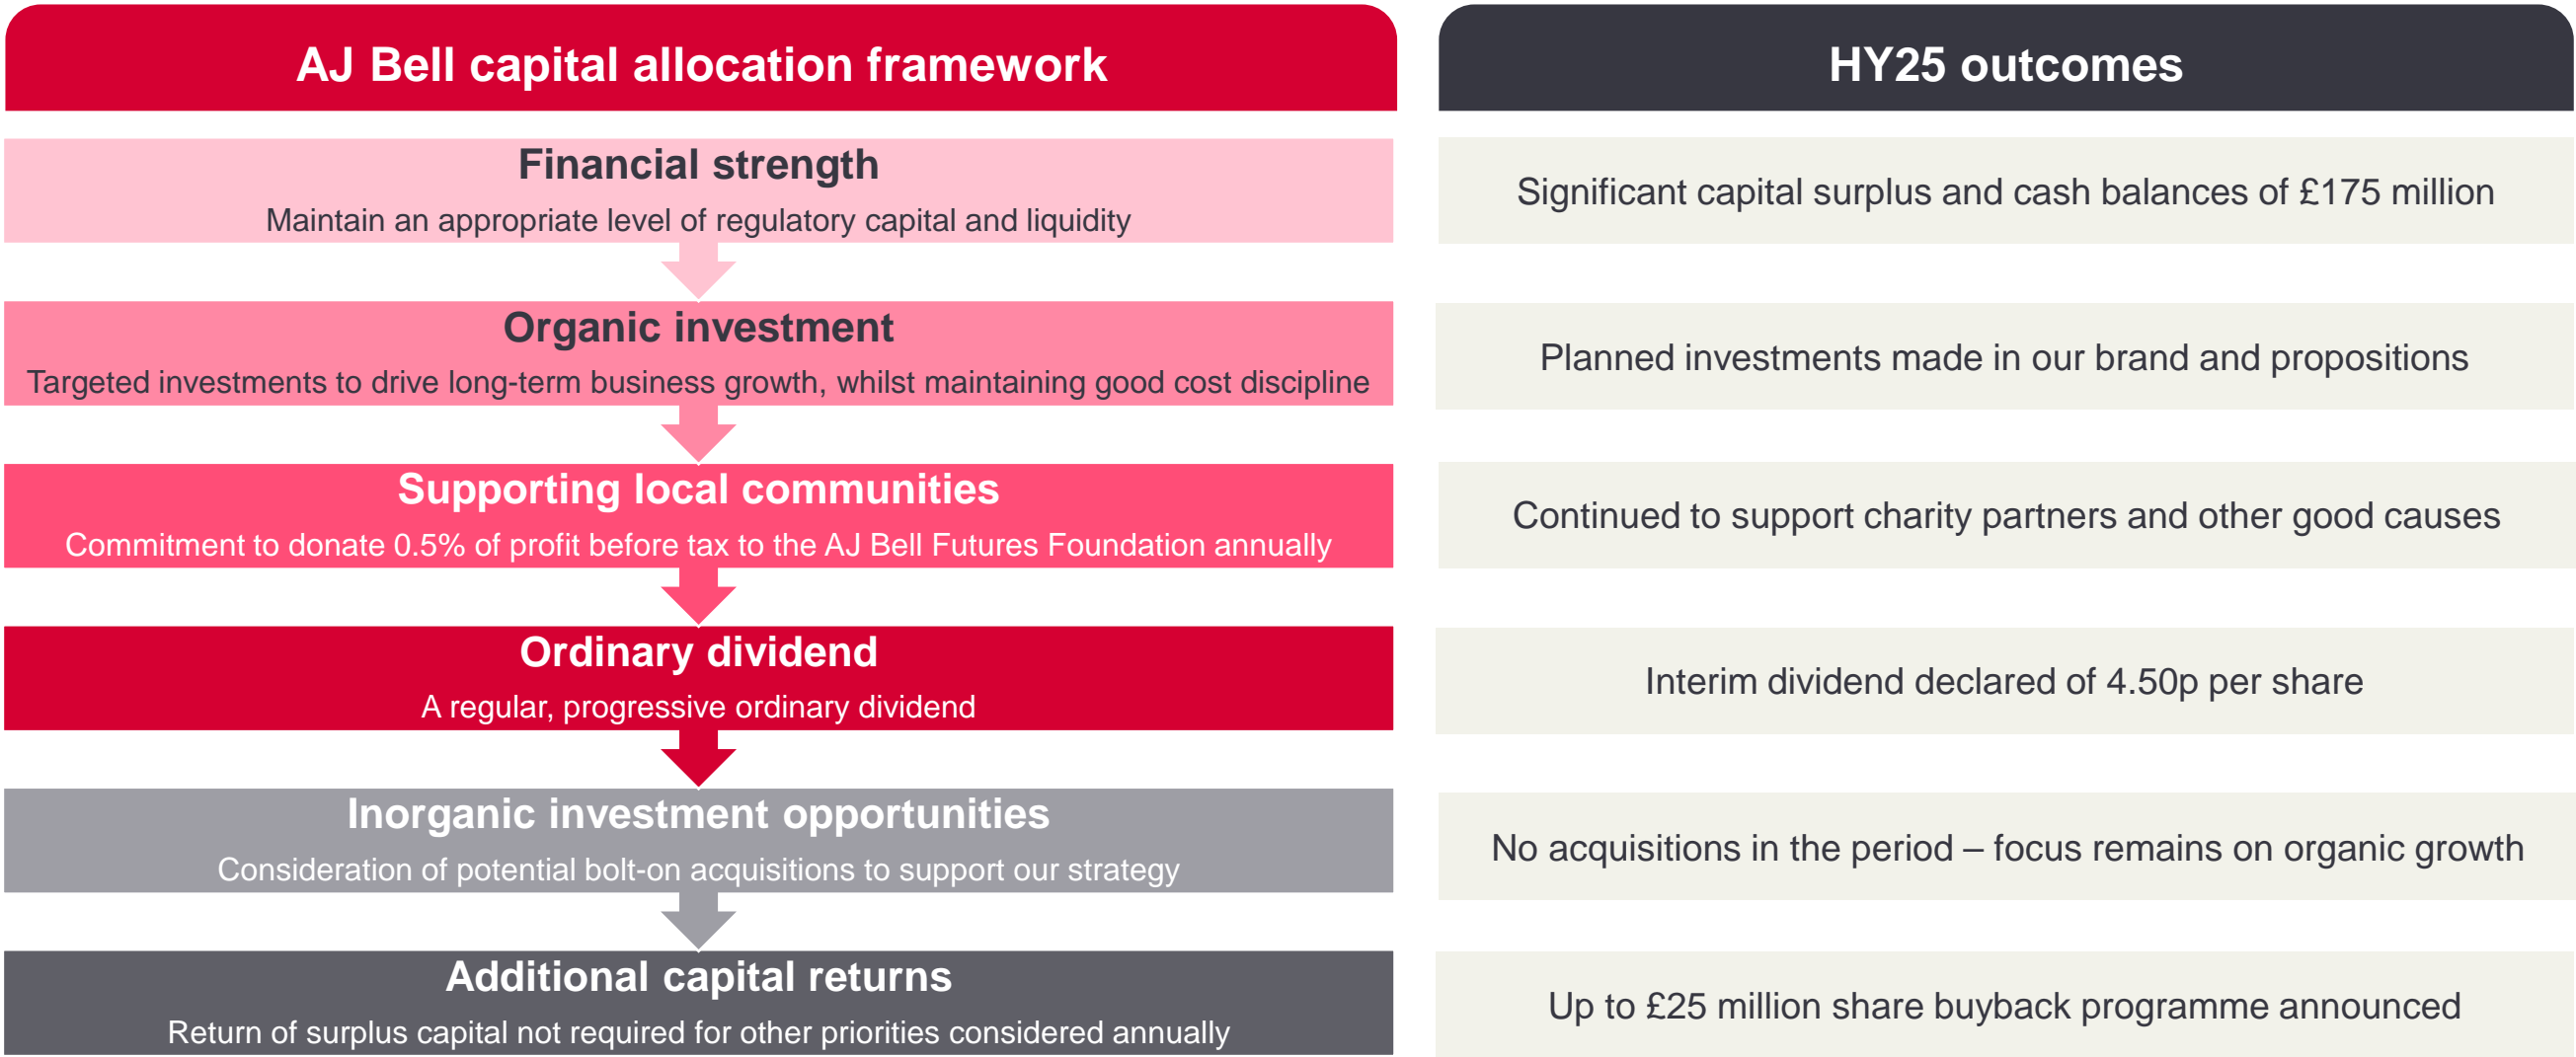 AJ Bell capital allocation framework
HY25 outcomes
Financial strength
Maintain an appropriate level of regulatory capital and liquidity
Significant capital surplus and cash balances of £175 million
Organic investment
Targeted investments to drive long-term business growth, whilst maintaining good cost discipline
Planned investments made in our brand and propositions
Supporting local communities
Commitment to donate 0.5% of profit before tax to the AJ Bell Futures Foundation annually
Continued to support charity partners and other good causes
Ordinary dividend
A regular, progressive ordinary dividend
Interim dividend declared of 4.50p per share
Inorganic investment opportunities
Consideration of potential bolt-on acquisitions to support our strategy
No acquisitions in the period – focus remains on organic growth
Additional capital returns
Return of surplus capital not required for other priorities considered annually
Up to £25 million share buyback programme announced